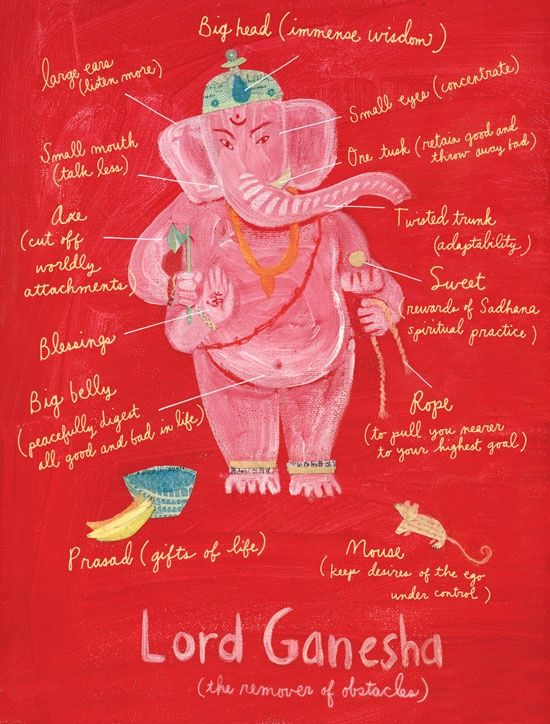 Big head (immense wisdom)
large ears
(listen more)
Small eyes (concentrate)
Small mouth
(talk less)
One tusk (retain good and
throw away bad)
Axe
(cut off
worldly
attachments)
Twisted trunk
(adaptability)
Sweet
(rewards of Sadhana
spiritual practice)
Blessings
ॐ
Big belly
(peacefully digest
all good and bad in life)
Rope
(to pull you nearer
to your highest goal)
Prasad (gifts of life)
Mouse
(keeps desires of the ego
under control)
Lord Ganesha
(the remover of obstacles)